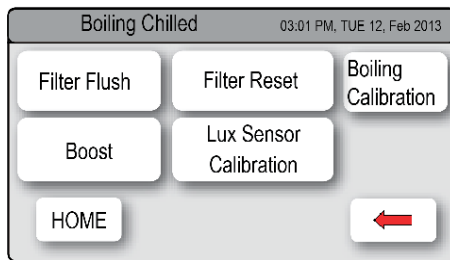 Boiling Chilled 03:01 PM, TUE 12, Feb 2013
Filter Flush
Filter Reset
Boiling
Calibration
Boost
Lux Sensor
Calibration
HOME